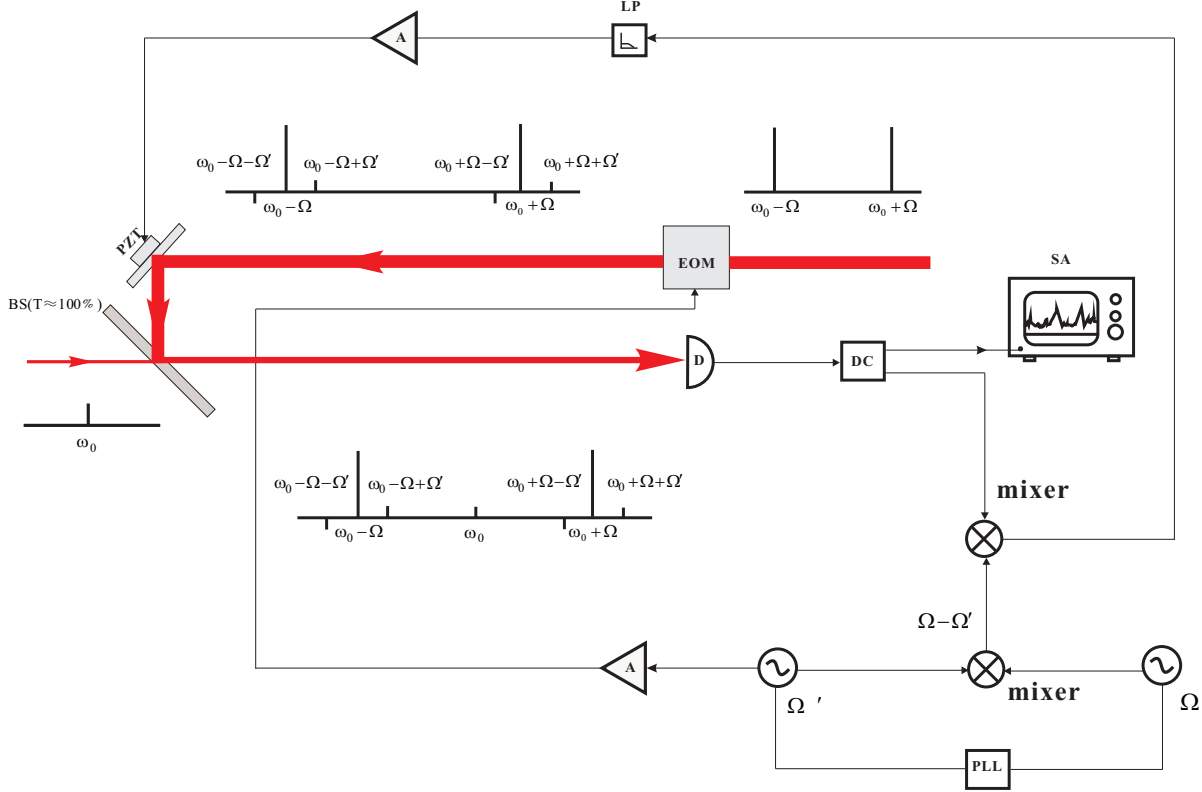 LP
A
ω₀−Ω−Ω′
ω₀−Ω+Ω′
ω₀+Ω−Ω′
ω₀+Ω+Ω′
ω₀−Ω
ω₀+Ω
ω₀−Ω
ω₀+Ω
PZT
EOM
SA
BS(T≈100%)
D
DC
ω₀
ω₀−Ω−Ω′
ω₀−Ω+Ω′
ω₀+Ω−Ω′
ω₀+Ω+Ω′
ω₀−Ω
ω₀
ω₀+Ω
mixer
Ω−Ω′
A
mixer
Ω ′
Ω
PLL